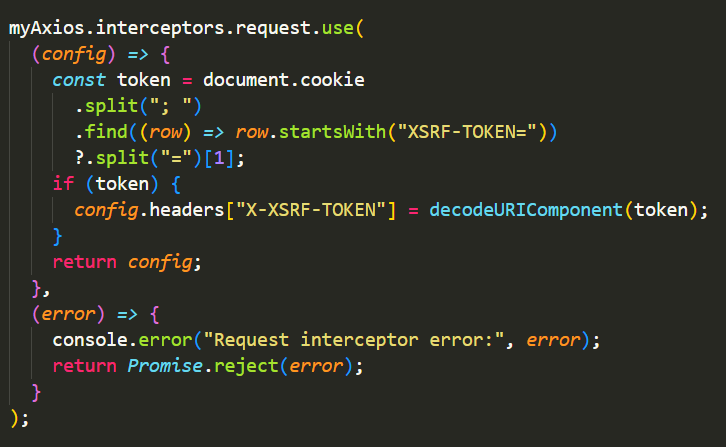 myAxios.interceptors.request.use(
  (config) => {
    const token = document.cookie
      .split("; ")
      .find((row) => row.startsWith("XSRF-TOKEN="))
      ?.split("=")[1];
    if (token) {
      config.headers["X-XSRF-TOKEN"] = decodeURIComponent(token);
    }
    return config;
  },
  (error) => {
    console.error("Request interceptor error:", error);
    return Promise.reject(error);
  }
);